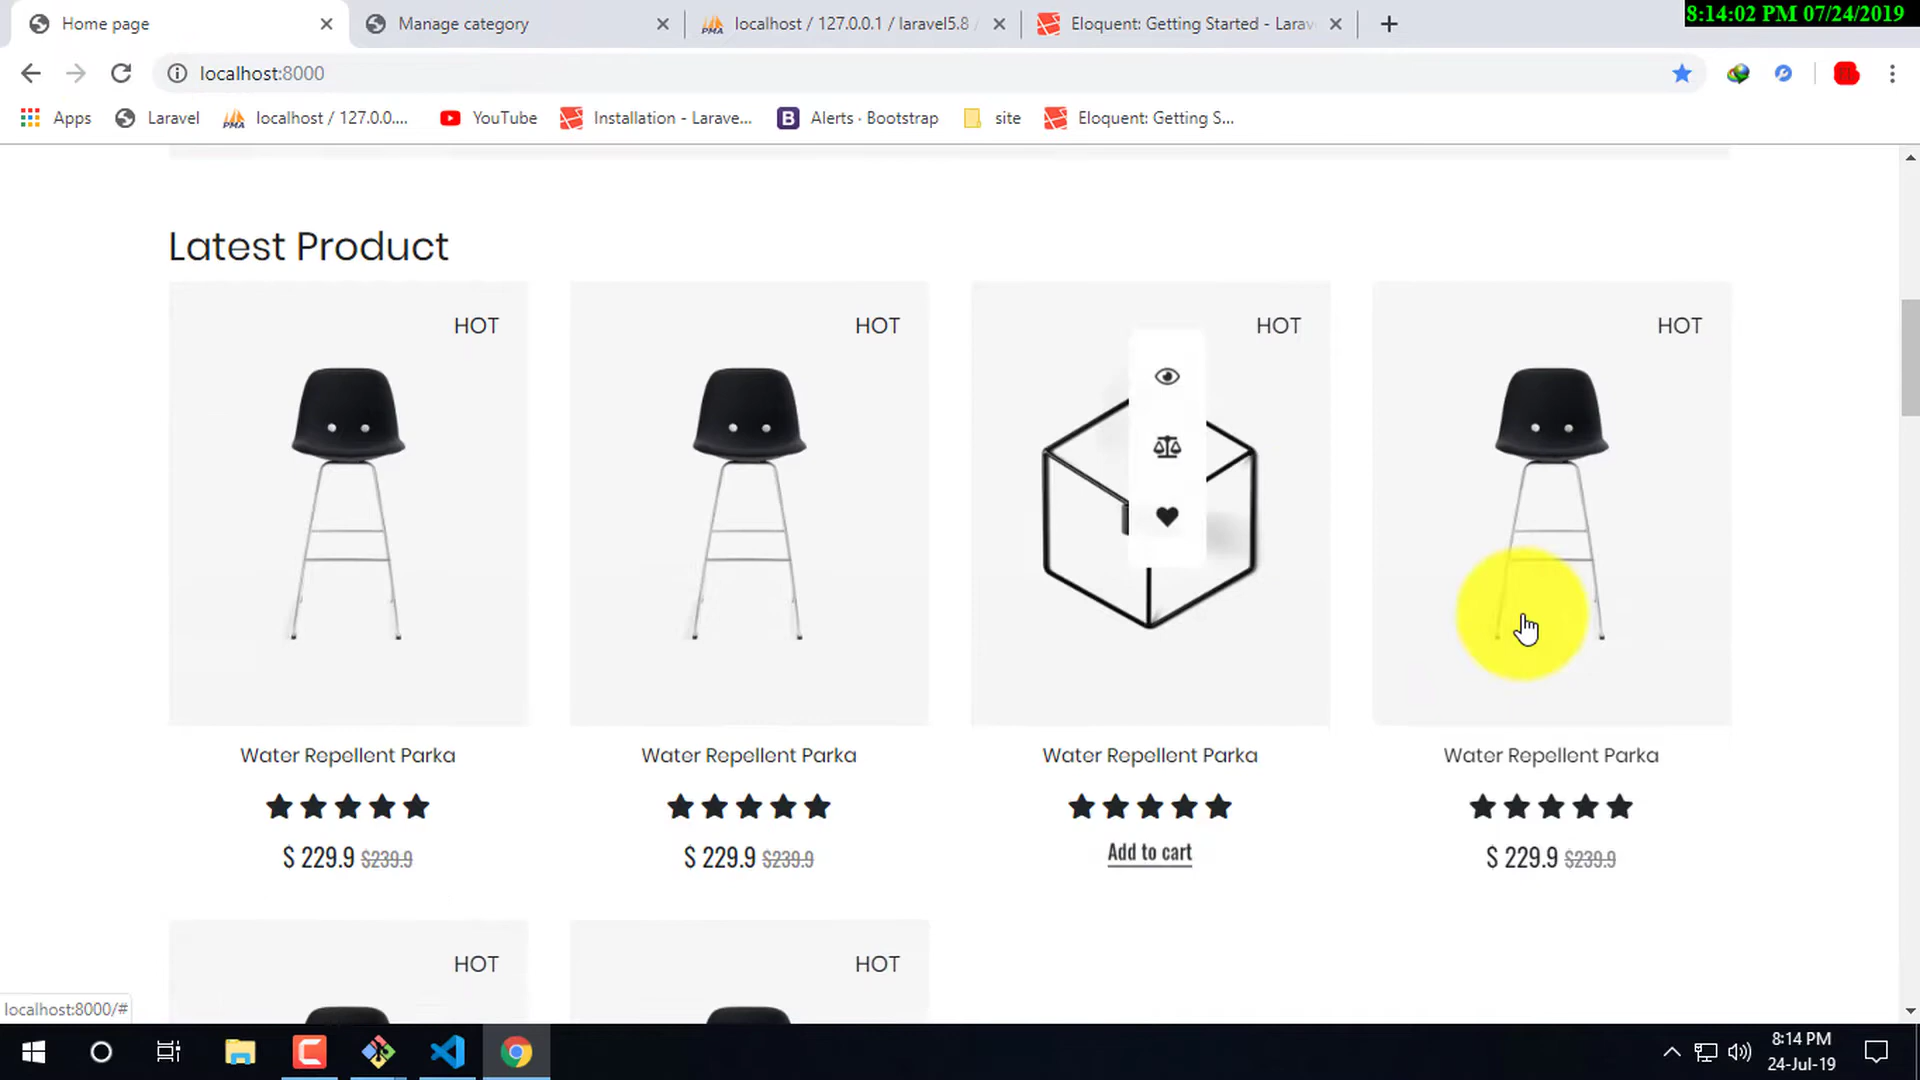 8:14:02 PM 07/24/2019
Home page
Manage category
localhost / 127.0.0.1 / laravel5.8 /
Eloquent: Getting Started - Larav
localhost:8000
Apps
Laravel
localhost / 127.0.0....
YouTube
Installation - Larave...
Alerts · Bootstrap
site
Eloquent: Getting S...
Latest Product
HOT HOT HOT HOT
Water Repellent Parka Water Repellent Parka Water Repellent Parka Water Repellent Parka
$ 229.9 $239.9 $ 229.9 $239.9 Add to cart $ 229.9 $239.9
HOT HOT
localhost:8000/#
8:14 PM
24-Jul-19